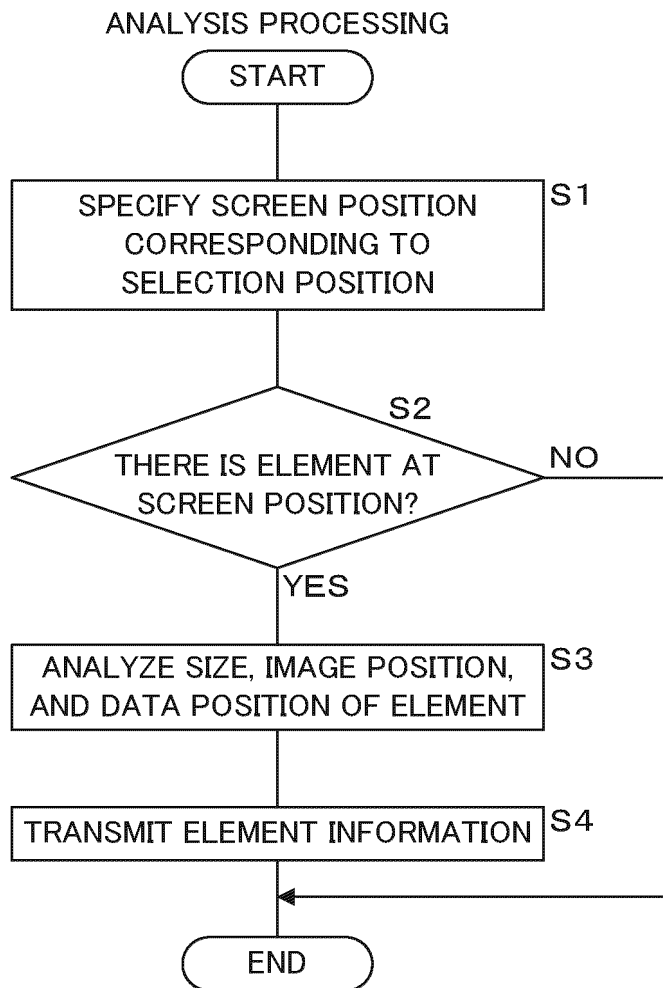 ANALYSIS PROCESSING
START
SPECIFY SCREEN POSITION
CORRESPONDING TO
SELECTION POSITION
S1
S2
THERE IS ELEMENT AT
SCREEN POSITION?
NO
YES
ANALYZE SIZE, IMAGE POSITION,
AND DATA POSITION OF ELEMENT
S3
TRANSMIT ELEMENT INFORMATION
S4
END